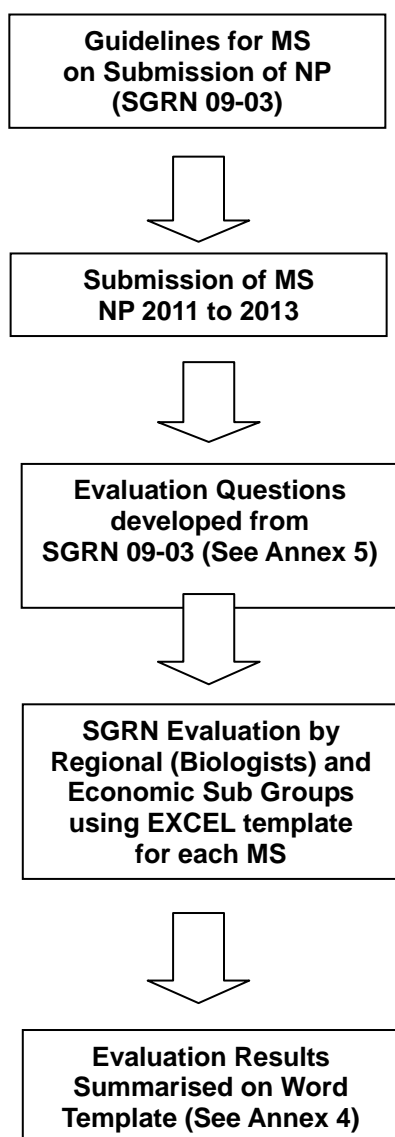 Guidelines for MS
on Submission of NP
(SGRN 09-03)
Submission of MS
NP 2011 to 2013
Evaluation Questions
developed from
SGRN 09-03 (See Annex 5)
SGRN Evaluation by
Regional (Biologists) and
Economic Sub Groups
using EXCEL template
for each MS
Evaluation Results
Summarised on Word
Template (See Annex 4)